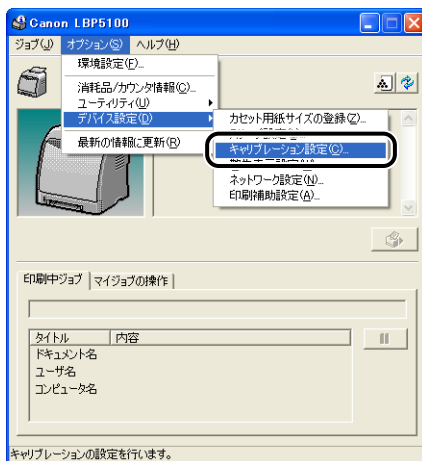 Canon LBP5100
ジョブ(J) オプション(S) ヘルプ(H)
環境設定(F)...
消耗品/カウンタ情報(C)...
ユーティリティ(U)
デバイス設定(D)
最新の情報に更新(R)
カセット用紙サイズの登録(Z)...
キャリブレーション設定(C)...
ネットワーク設定(N)...
印刷補助設定(A)...
印刷中ジョブ マイジョブの操作
タイトル 内容
ドキュメント名
ユーザ名
コンピュータ名
キャリブレーションの設定を行います。